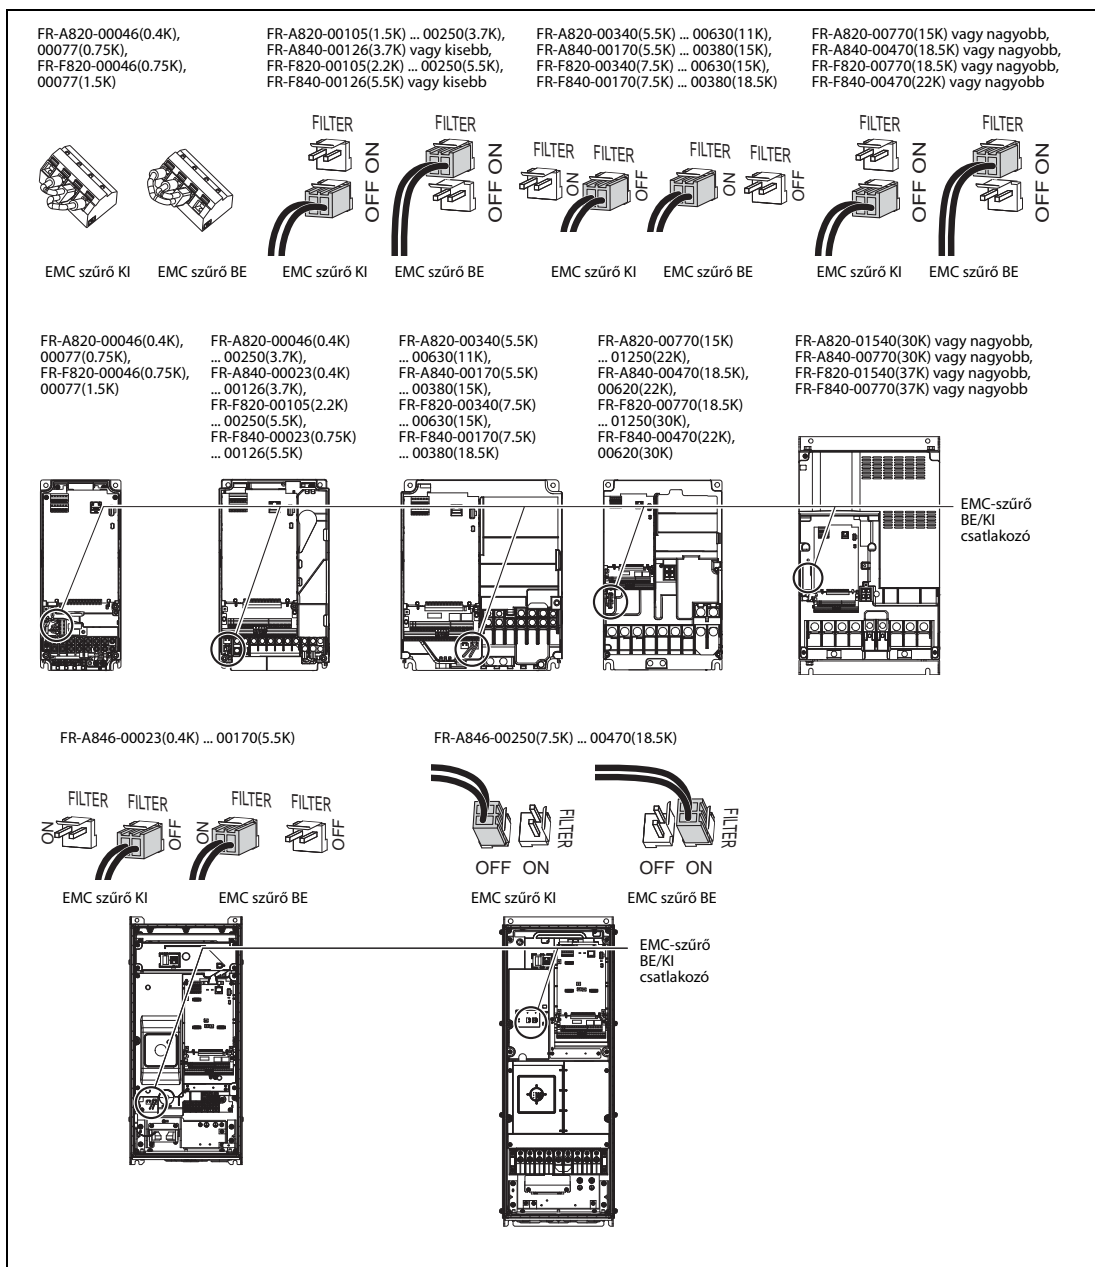 FR-A820-00046(0.4K),
00077(0.75K),
FR-F820-00046(0.75K),
00077(1.5K)
FR-A820-00105(1.5K) ... 00250(3.7K),
FR-A840-00126(3.7K) vagy kisebb,
FR-F820-00105(2.2K) ... 00250(5.5K),
FR-F840-00126(5.5K) vagy kisebb
FR-A820-00340(5.5K) ... 00630(11K),
FR-A840-00170(5.5K) ... 00380(15K),
FR-F820-00340(7.5K) ... 00630(15K),
FR-F840-00170(7.5K) ... 00380(18.5K)
FR-A820-00770(15K) vagy nagyobb,
FR-A840-00470(18.5K) vagy nagyobb,
FR-F820-00770(18.5K) vagy nagyobb,
FR-F840-00470(22K) vagy nagyobb
FILTER
OFF ON
FILTER
OFF ON
FILTER
ON
FILTER
OFF
FILTER
ON
FILTER
OFF
FILTER
OFF ON
FILTER
OFF ON
EMC szűrő KI
EMC szűrő BE
EMC szűrő KI
EMC szűrő BE
EMC szűrő KI
EMC szűrő BE
EMC szűrő KI
EMC szűrő BE
FR-A820-00046(0.4K),
00077(0.75K),
FR-F820-00046(0.75K),
00077(1.5K)
FR-A820-00046(0.4K)
... 00250(3.7K),
FR-A840-00023(0.4K)
... 00126(3.7K),
FR-F820-00105(2.2K)
... 00250(5.5K),
FR-F840-00023(0.75K)
... 00126(5.5K)
FR-A820-00340(5.5K)
... 00630(11K),
FR-A840-00170(5.5K)
... 00380(15K),
FR-F820-00340(7.5K)
... 00630(15K),
FR-F840-00170(7.5K)
... 00380(18.5K)
FR-A820-00770(15K)
... 01250(22K),
FR-A840-00470(18.5K),
00620(22K),
FR-F820-00770(18.5K)
... 01250(30K),
FR-F840-00470(22K),
00620(30K)
FR-A820-01540(30K) vagy nagyobb,
FR-A840-00770(30K) vagy nagyobb,
FR-F820-01540(37K) vagy nagyobb,
FR-F840-00770(37K) vagy nagyobb
EMC-szűrő
BE/KI
csatlakozó
FR-A846-00023(0.4K) ... 00170(5.5K)
FR-A846-00250(7.5K) ... 00470(18.5K)
FILTER
ON
FILTER
OFF
FILTER
ON
FILTER
OFF
FILTER
OFF ON
FILTER
OFF ON
EMC szűrő KI
EMC szűrő BE
EMC szűrő KI
EMC szűrő BE
EMC-szűrő
BE/KI
csatlakozó